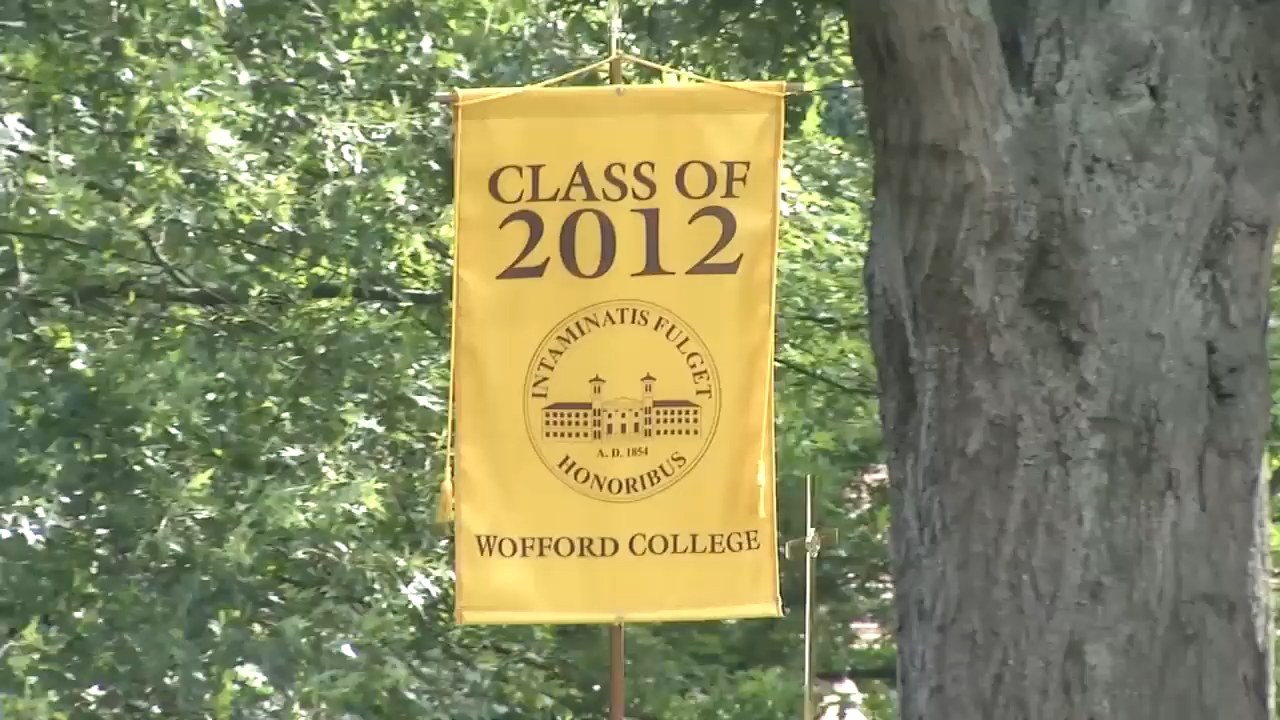 CLASS OF
2012
INTAMINATIS FULGET
A. D. 1854
HONORIBUS
WOFFORD COLLEGE